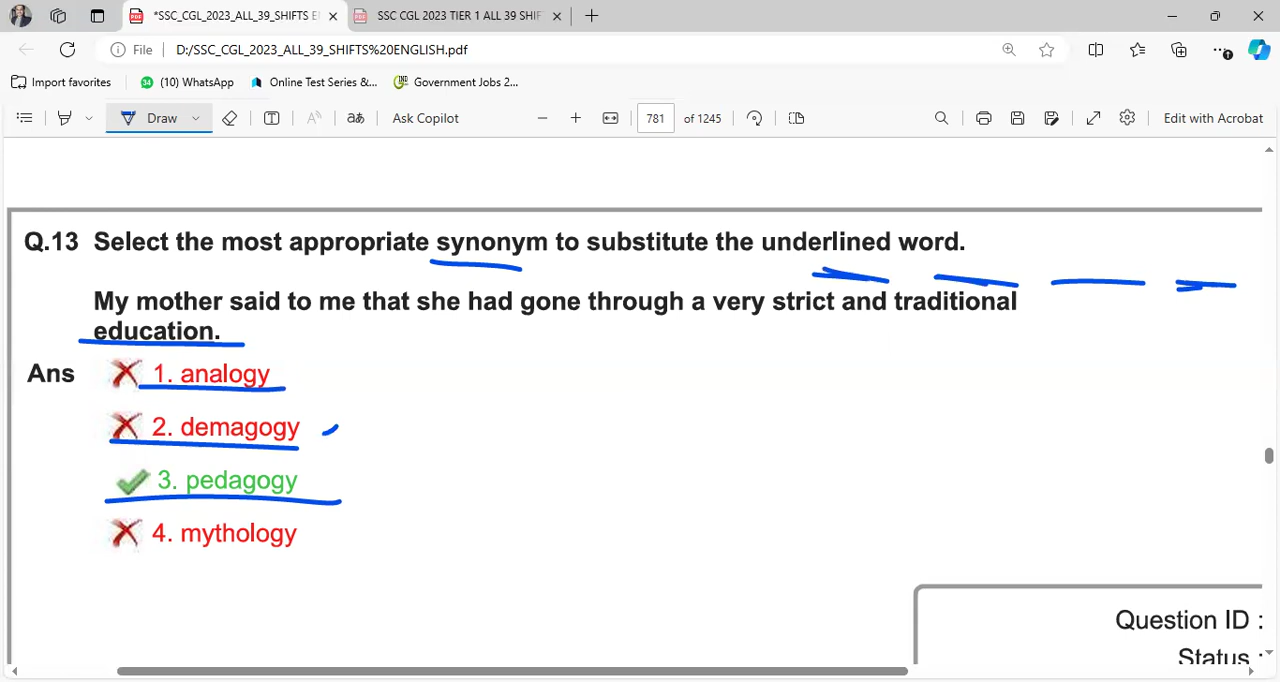 *SSC_CGL_2023_ALL_39_SHIFTS E
SSC CGL 2023 TIER 1 ALL 39 SHIF
File D:/SSC_CGL_2023_ALL_39_SHIFTS%20ENGLISH.pdf
Import favorites
(10) WhatsApp
Online Test Series &...
Government Jobs 2...
Draw
Ask Copilot
781 of 1245
Edit with Acrobat
Q.13 Select the most appropriate synonym to substitute the underlined word.
My mother said to me that she had gone through a very strict and traditional
education.
Ans
1. analogy
2. demagogy
3. pedagogy
4. mythology
Question ID :
Status :